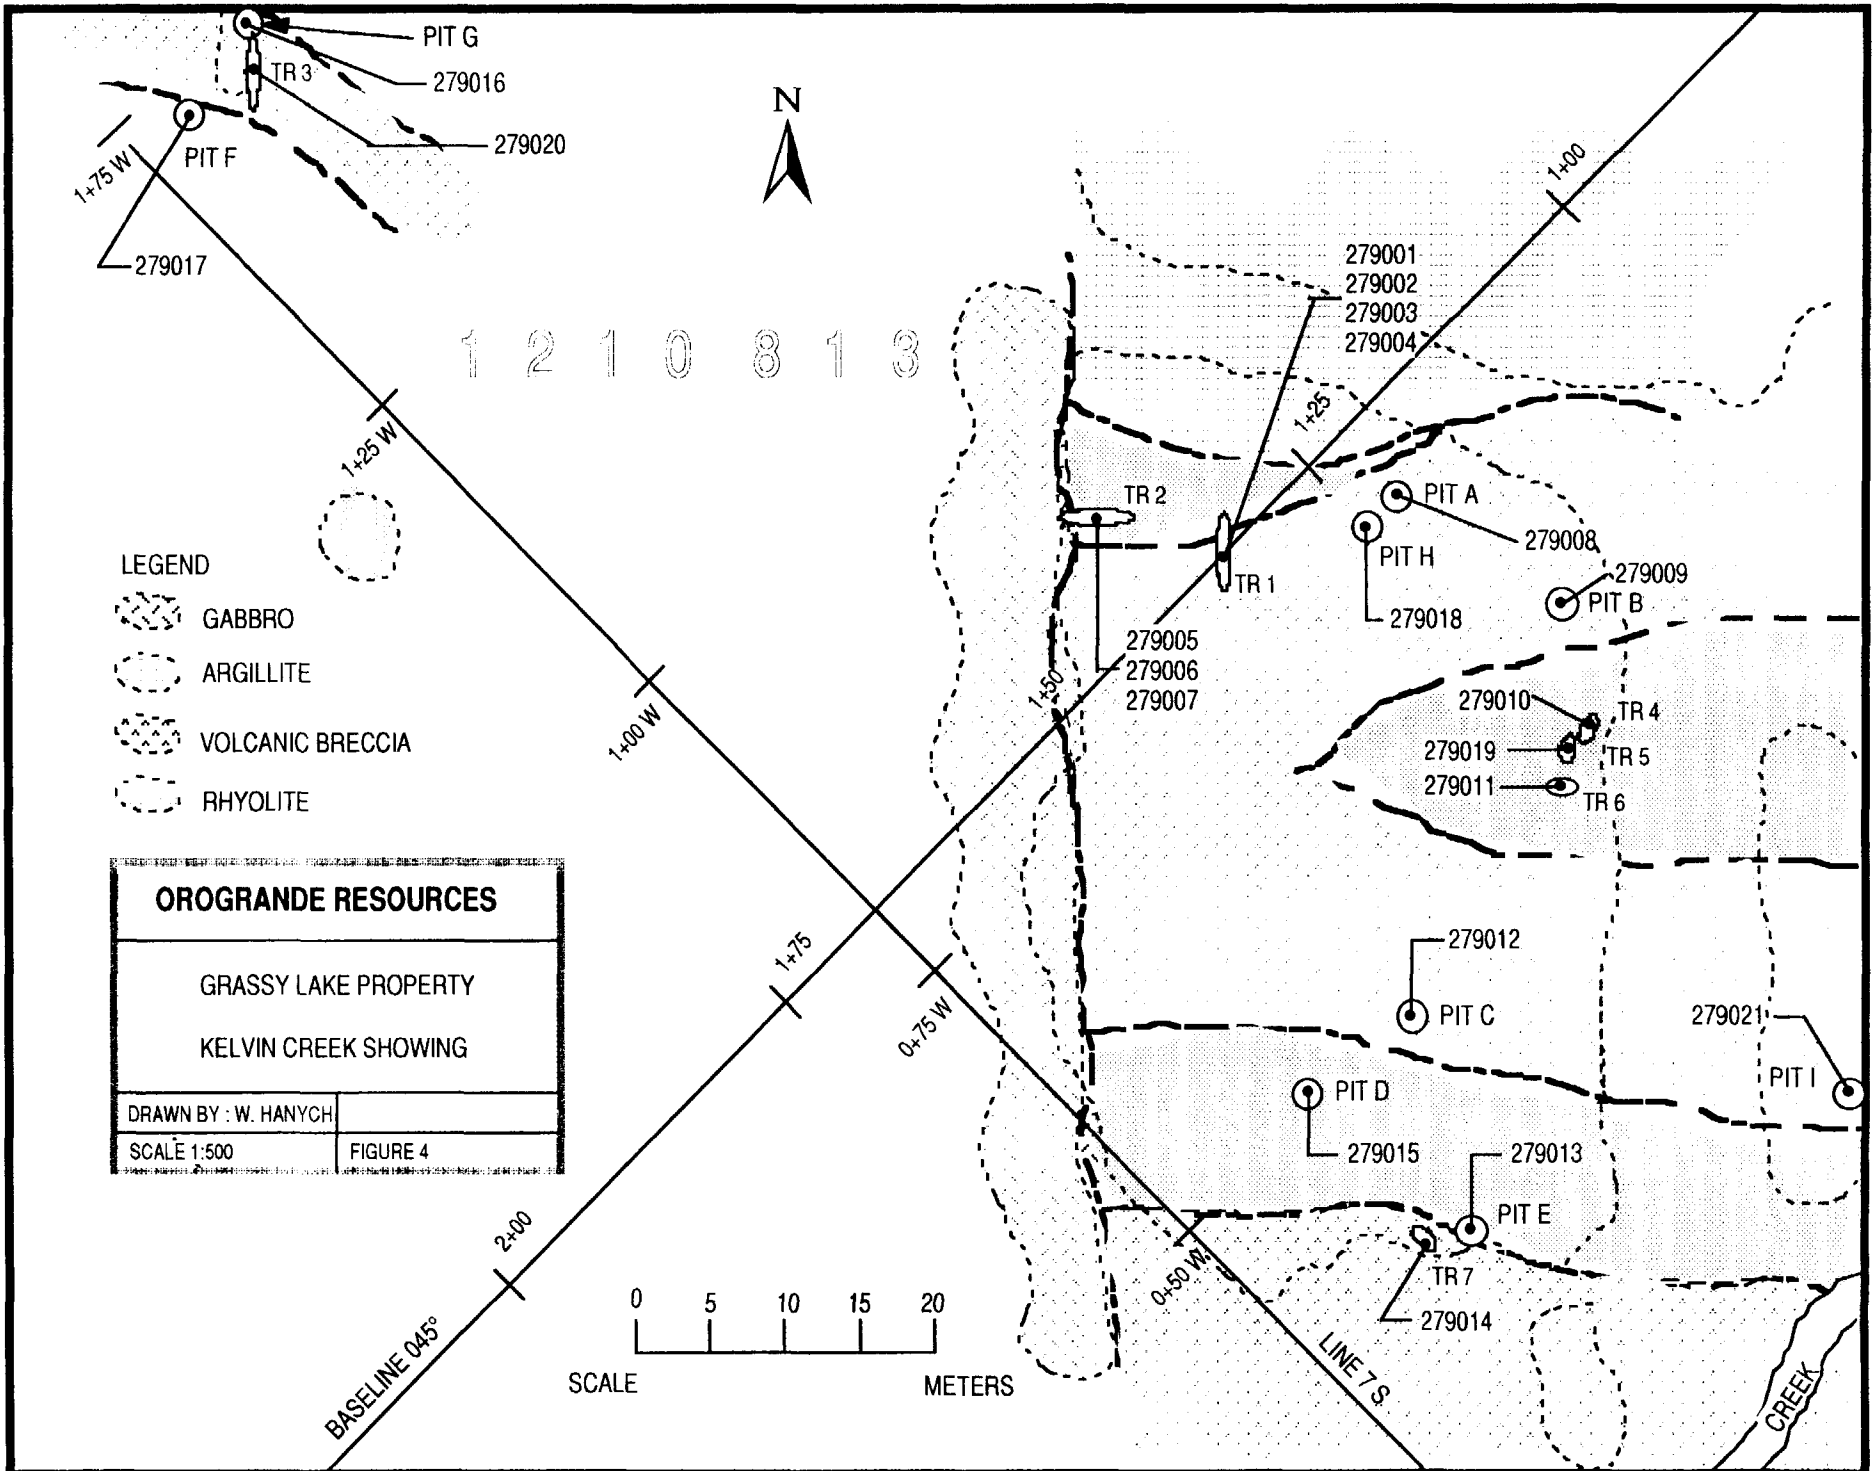 PIT G
TR 3
279016
279020
PIT F
1+75 W
279017
N
1+00
279001
279002
279003
279004
1 2 1 0 8 1 3
1+25
1+25 W
TR 2
PIT A
279008
PIT H
TR 1
279009
PIT B
279018
279005
279006
279007
1+50
LEGEND
GABBRO
ARGILLITE
VOLCANIC BRECCIA
RHYOLITE
1+00 W
279010
TR 4
279019
TR 5
279011
TR 6
OROGRANDE RESOURCES
GRASSY LAKE PROPERTY
KELVIN CREEK SHOWING
DRAWN BY : W. HANYCH
SCALE 1:500
FIGURE 4
1+75
0+75 W
279012
PIT C
279021
PIT I
PIT D
279015
279013
PIT E
TR 7
279014
0+50 W
2+00
BASELINE 045°
0 5 10 15 20
SCALE METERS
LINE 7 S
CREEK